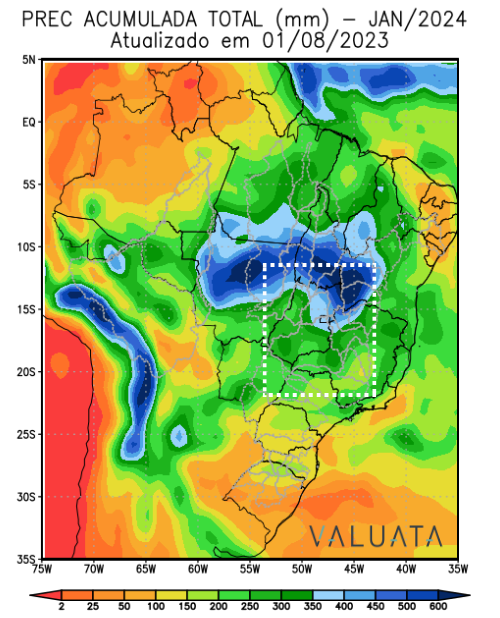 PREC ACUMULADA TOTAL (mm) – JAN/2024
Atualizado em 01/08/2023
5N
EQ
5S
10S
15S
20S
25S
30S
35S
VALUATA
75W 70W 65W 60W 55W 50W 45W 40W 35W
2 25 50 100 150 200 250 300 350 400 450 500 600